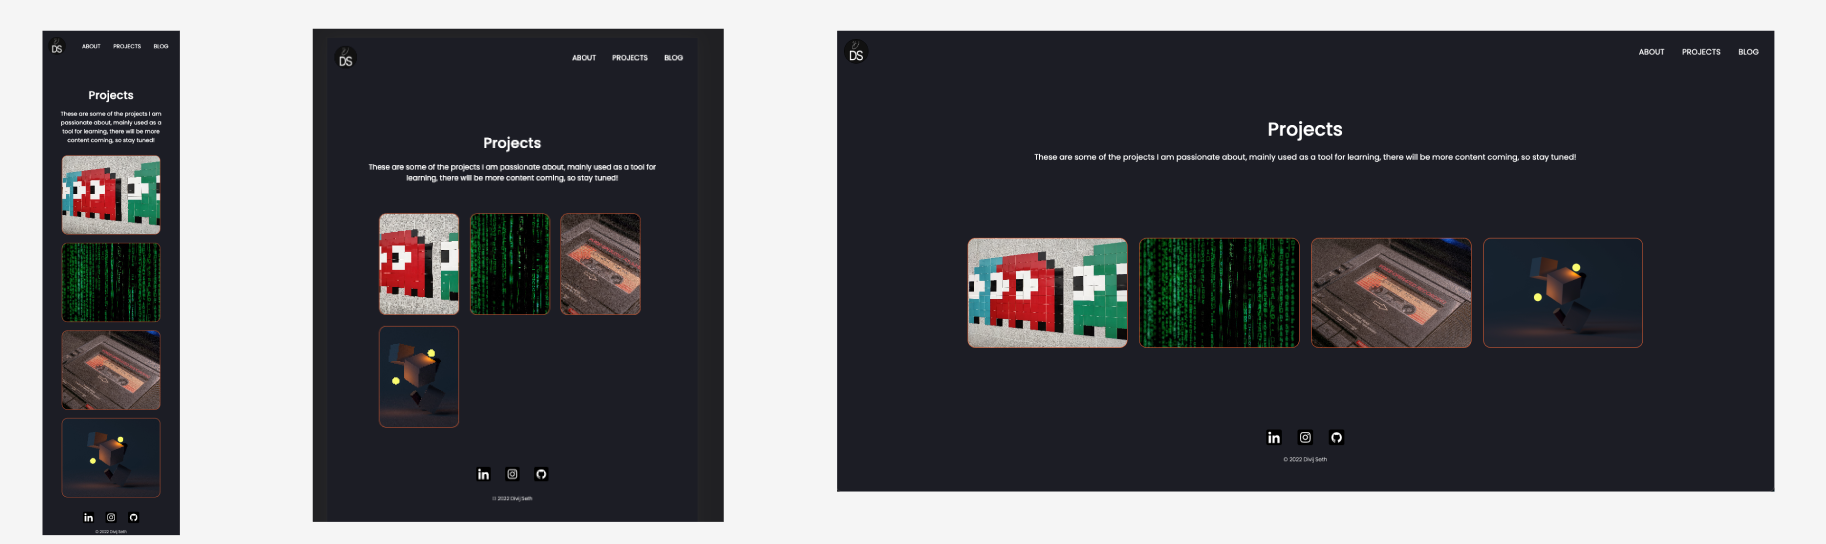 DS
ABOUT PROJECTS BLOG
Projects
These are some of the projects I am
passionate about, mainly used as a
tool for learning, there will be more
content coming, so stay tuned!
in
© 2022 Divij Seth
DS
ABOUT PROJECTS BLOG
Projects
These are some of the projects I am passionate about, mainly used as a tool for
learning, there will be more content coming, so stay tuned!
in
© 2022 Divij Seth
DS
ABOUT PROJECTS BLOG
Projects
These are some of the projects I am passionate about, mainly used as a tool for learning, there will be more content coming, so stay tuned!
in
© 2022 Divij Seth